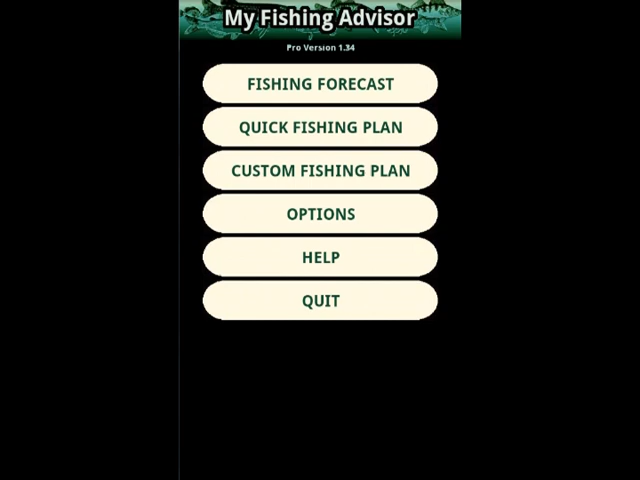 My Fishing Advisor
Pro Version 1.34
FISHING FORECAST
QUICK FISHING PLAN
CUSTOM FISHING PLAN
OPTIONS
HELP
QUIT